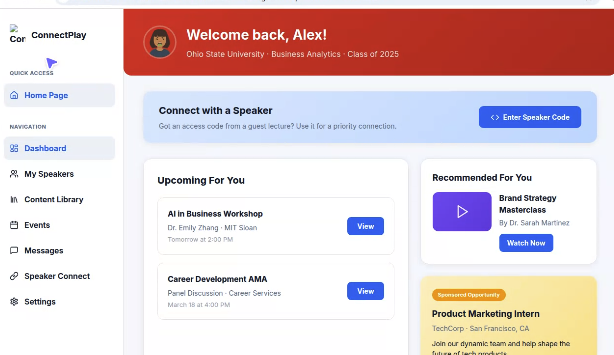 Cor
ConnectPlay
QUICK ACCESS
Home Page
NAVIGATION
Dashboard
My Speakers
Content Library
Events
Messages
Speaker Connect
Settings
Welcome back, Alex!
Ohio State University · Business Analytics · Class of 2025
Connect with a Speaker
Got an access code from a guest lecture? Use it for a priority connection.
<> Enter Speaker Code
Upcoming For You
AI in Business Workshop
Dr. Emily Zhang · MIT Sloan
Tomorrow at 2:00 PM
View
Career Development AMA
Panel Discussion · Career Services
March 18 at 4:00 PM
View
Recommended For You
Brand Strategy
Masterclass
By Dr. Sarah Martinez
Watch Now
Sponsored Opportunity
Product Marketing Intern
TechCorp · San Francisco, CA
Join our dynamic team and help shape the
future of tech products